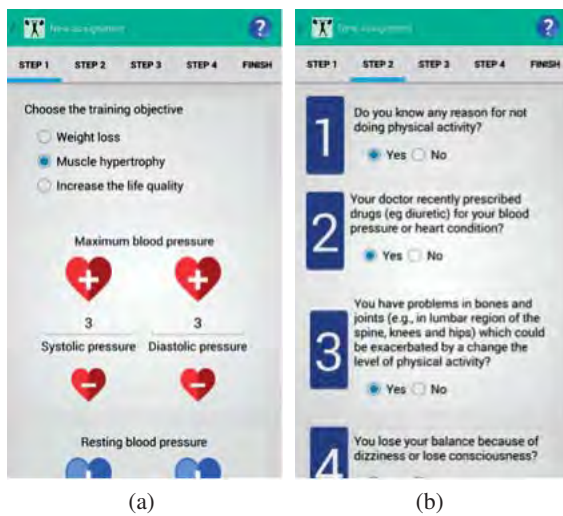 New assignment
?
STEP 1 STEP 2 STEP 3 STEP 4 FINISH
Choose the training objective
Weight loss
Muscle hypertrophy
Increase the life quality
Maximum blood pressure
3 3
Systolic pressure Diastolic pressure
Resting blood pressure
(a)
New assignment
?
STEP 1 STEP 2 STEP 3 STEP 4 FINISH
1
Do you know any reason for not
doing physical activity?
Yes No
2
Your doctor recently prescribed
drugs (eg diuretic) for your blood
pressure or heart condition?
Yes No
3
You have problems in bones and
joints (e.g., in lumbar region of the
spine, knees and hips) which could
be exacerbated by a change the
level of physical activity?
Yes No
4
You lose your balance because of
dizziness or lose consciousness?
(b)